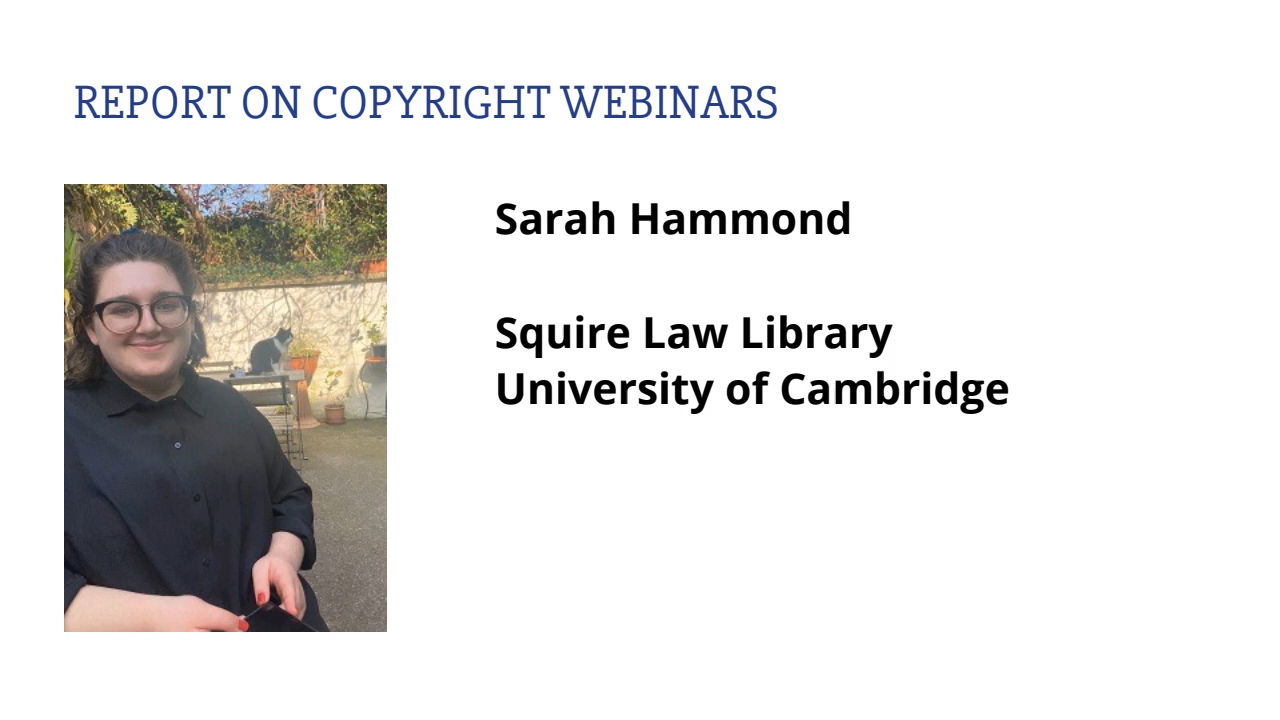 REPORT ON COPYRIGHT WEBINARS
Sarah Hammond
Squire Law Library
University of Cambridge